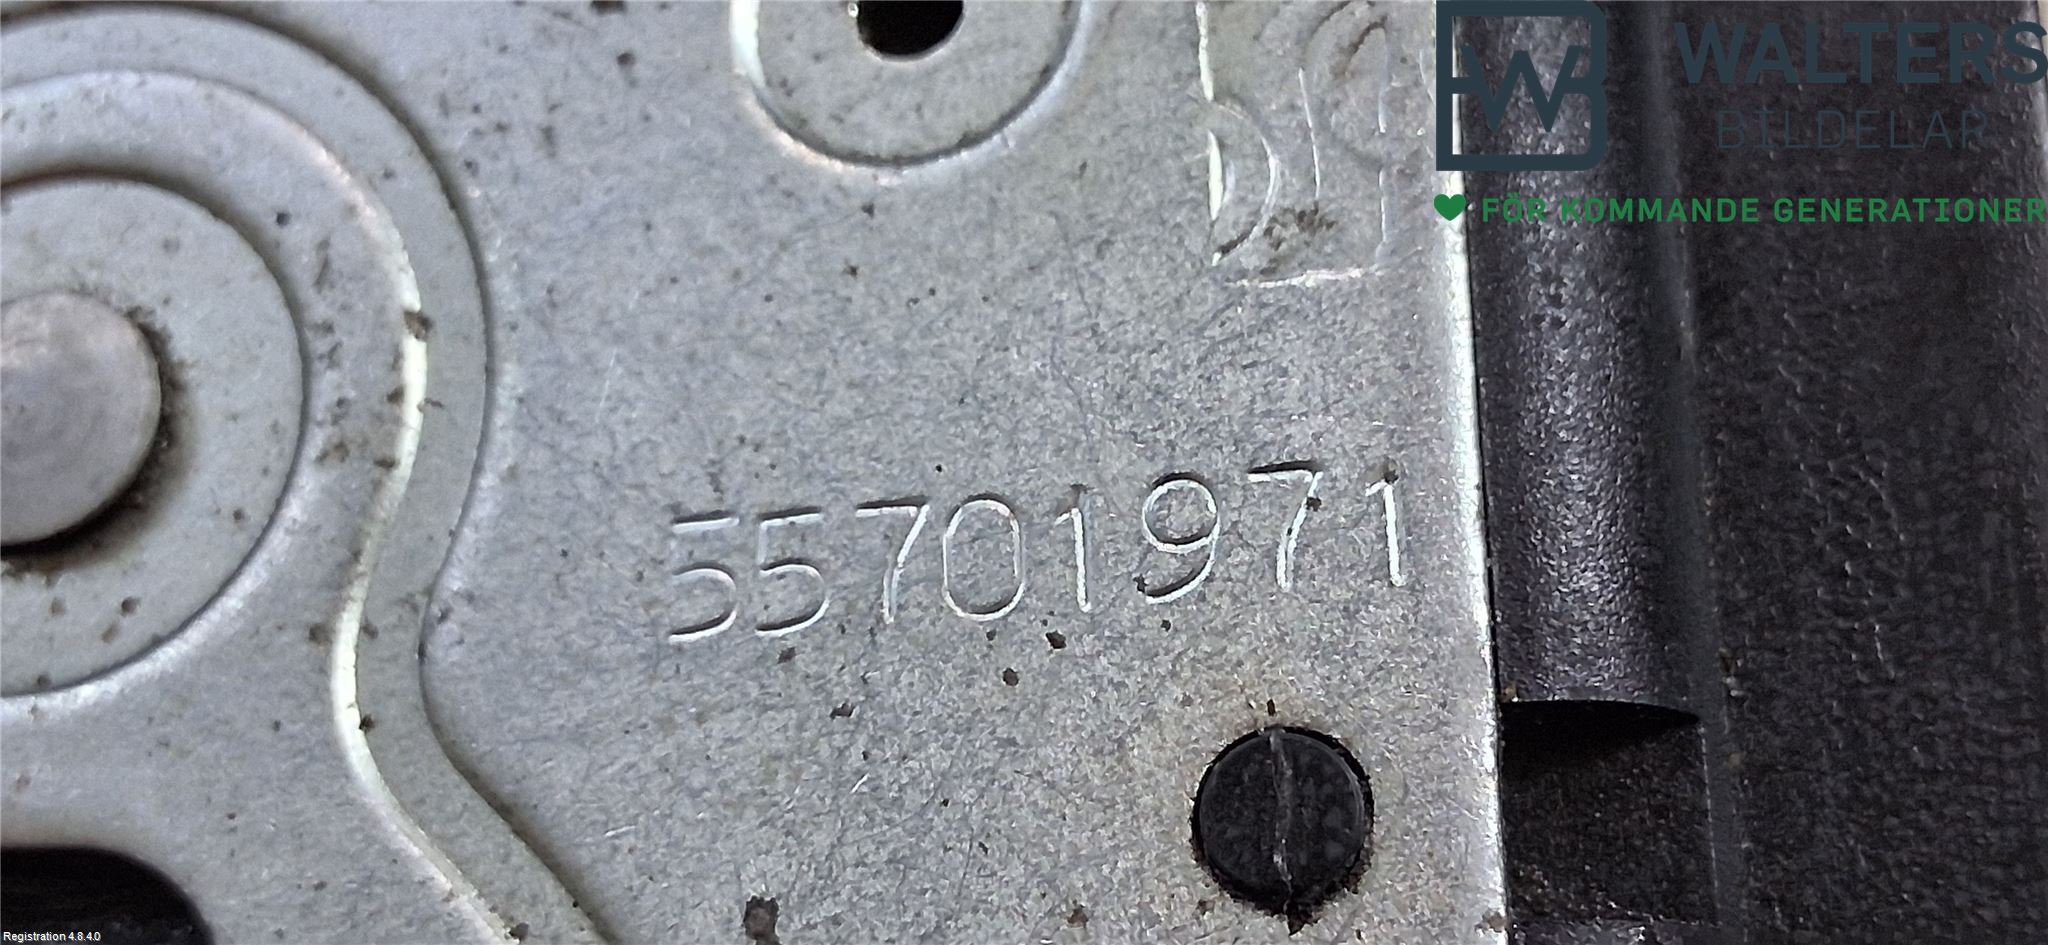 WALTERS
BILDELAR
FÖR KOMMANDE GENERATIONER
55701971
Registration 4.8.4.0